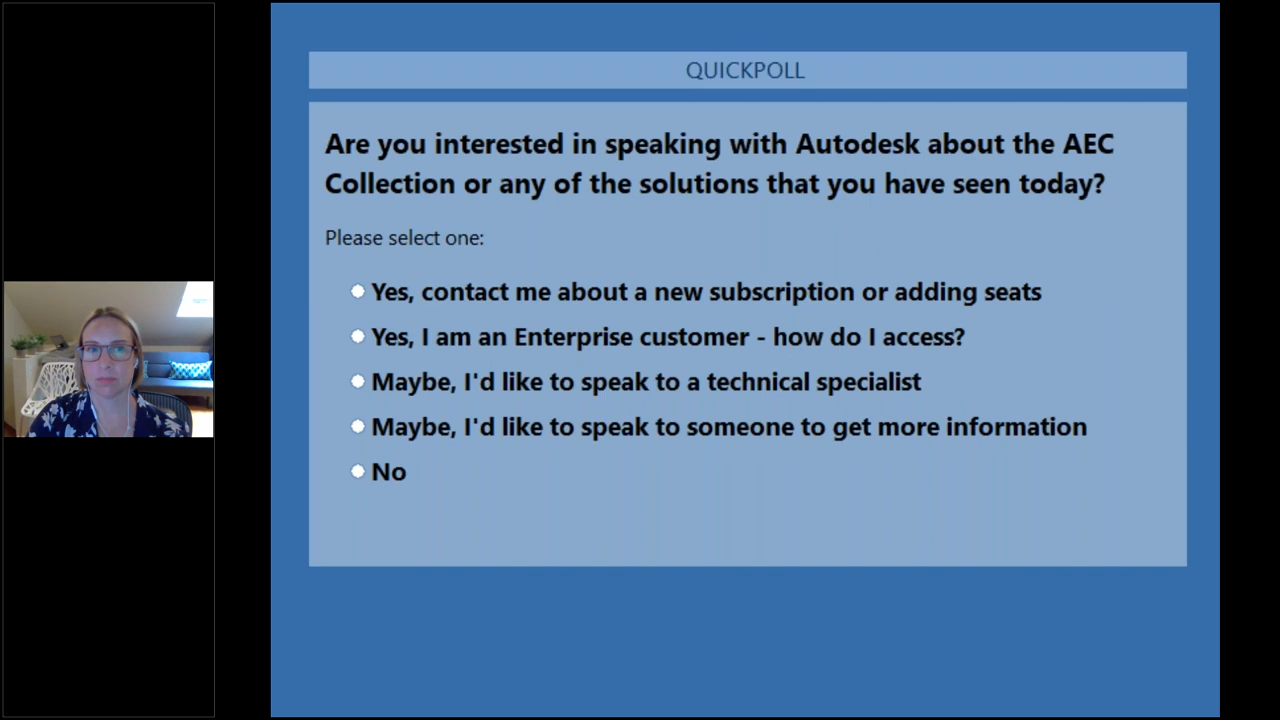 QUICKPOLL
Are you interested in speaking with Autodesk about the AEC
Collection or any of the solutions that you have seen today?
Please select one:
Yes, contact me about a new subscription or adding seats
Yes, I am an Enterprise customer - how do I access?
Maybe, I'd like to speak to a technical specialist
Maybe, I'd like to speak to someone to get more information
No